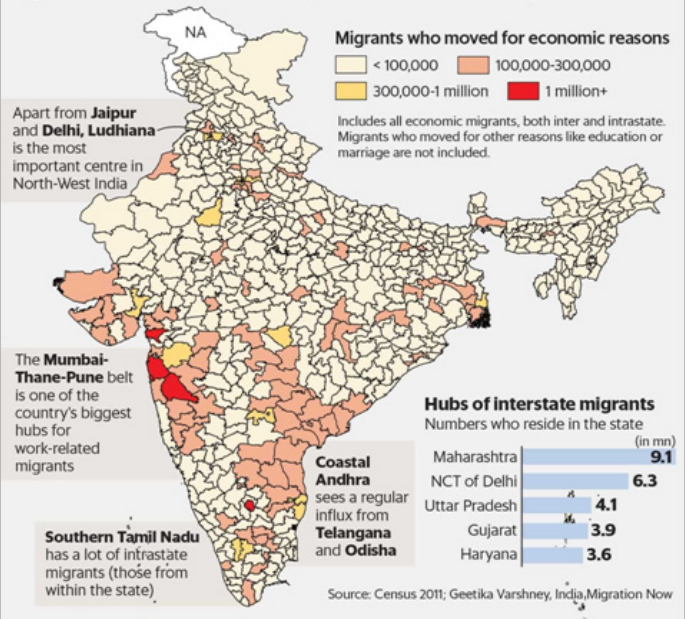 NA
Migrants who moved for economic reasons
< 100,000
100,000-300,000
300,000-1 million
1 million+
Includes all economic migrants, both inter and intrastate.
Migrants who moved for other reasons like education or
marriage are not included.
Apart from Jaipur
and Delhi, Ludhiana
is the most
important centre in
North-West India
The Mumbai-
Thane-Pune belt
is one of the
country's biggest
hubs for
work-related
migrants
Coastal
Andhra
sees a regular
influx from
Telangana
and Odisha
Southern Tamil Nadu
has a lot of intrastate
migrants (those from
within the state)
Hubs of interstate migrants
Numbers who reside in the state
(in mn)
Maharashtra 9.1
NCT of Delhi 6.3
Uttar Pradesh 4.1
Gujarat 3.9
Haryana 3.6
Source: Census 2011; Geetika Varshney, India Migration Now